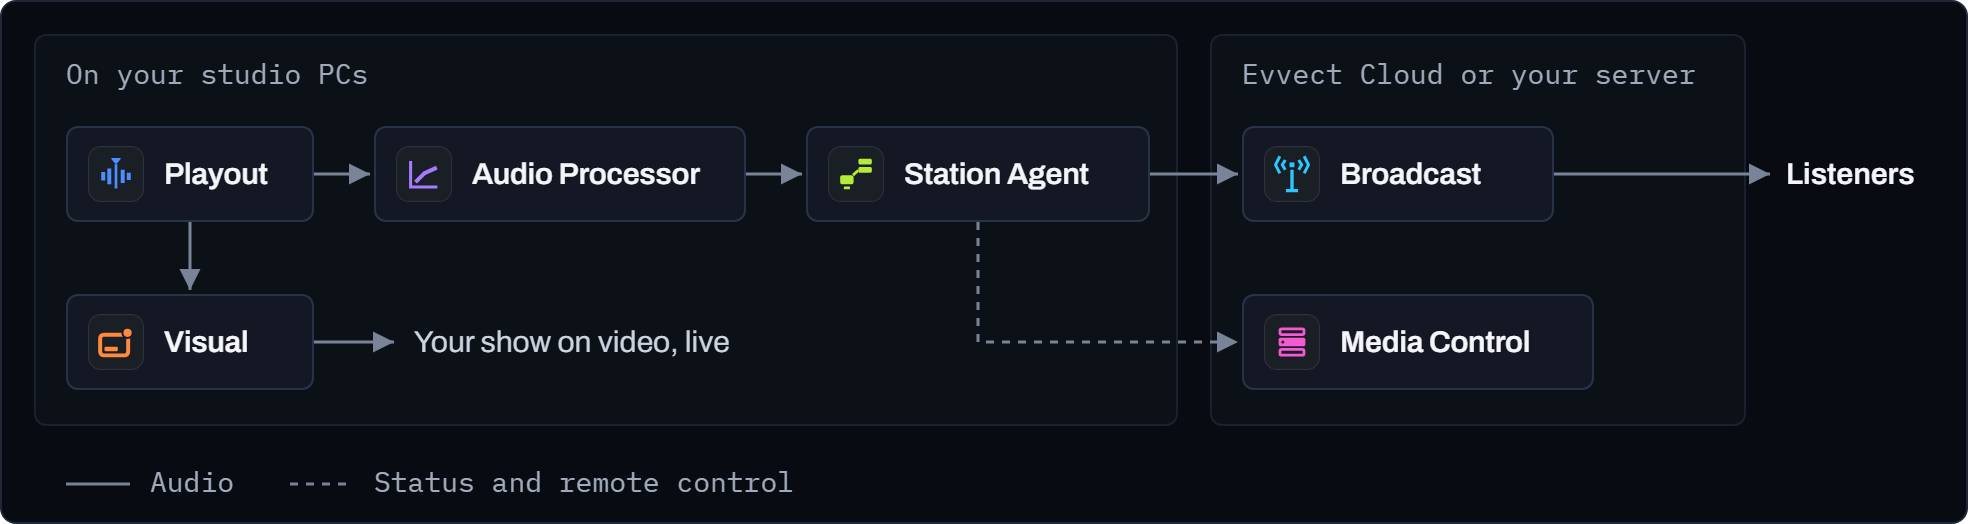 On your studio PCs
Evvect Cloud or your server
Playout
Audio Processor
Station Agent
Broadcast
Listeners
Visual
Your show on video, live
Media Control
Audio
Status and remote control